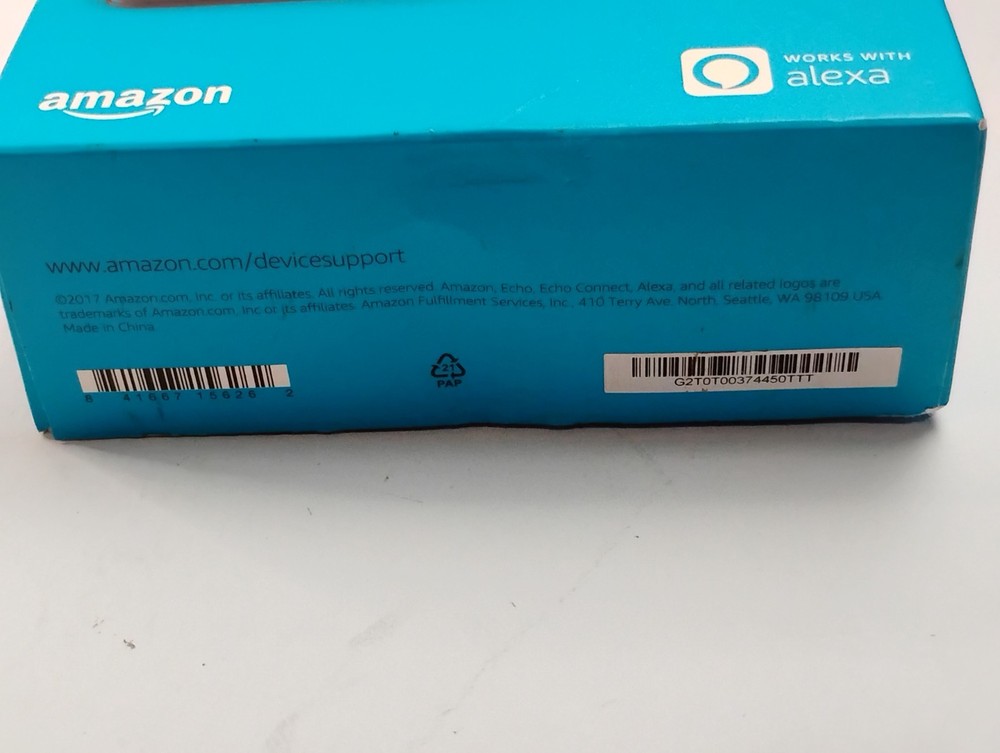 amazon
WORKS WITH
alexa
www.amazon.com/devicesupport
©2017 Amazon.com, Inc. or its affiliates. All rights reserved. Amazon, Echo, Echo Connect, Alexa, and all related logos are
trademarks of Amazon.com, Inc. or its affiliates. Amazon Fulfillment Services, Inc., 410 Terry Ave. North, Seattle, WA 98109 USA.
Made in China.
8 41667 15626 2
21
PAP
G2T0T00374450TTT